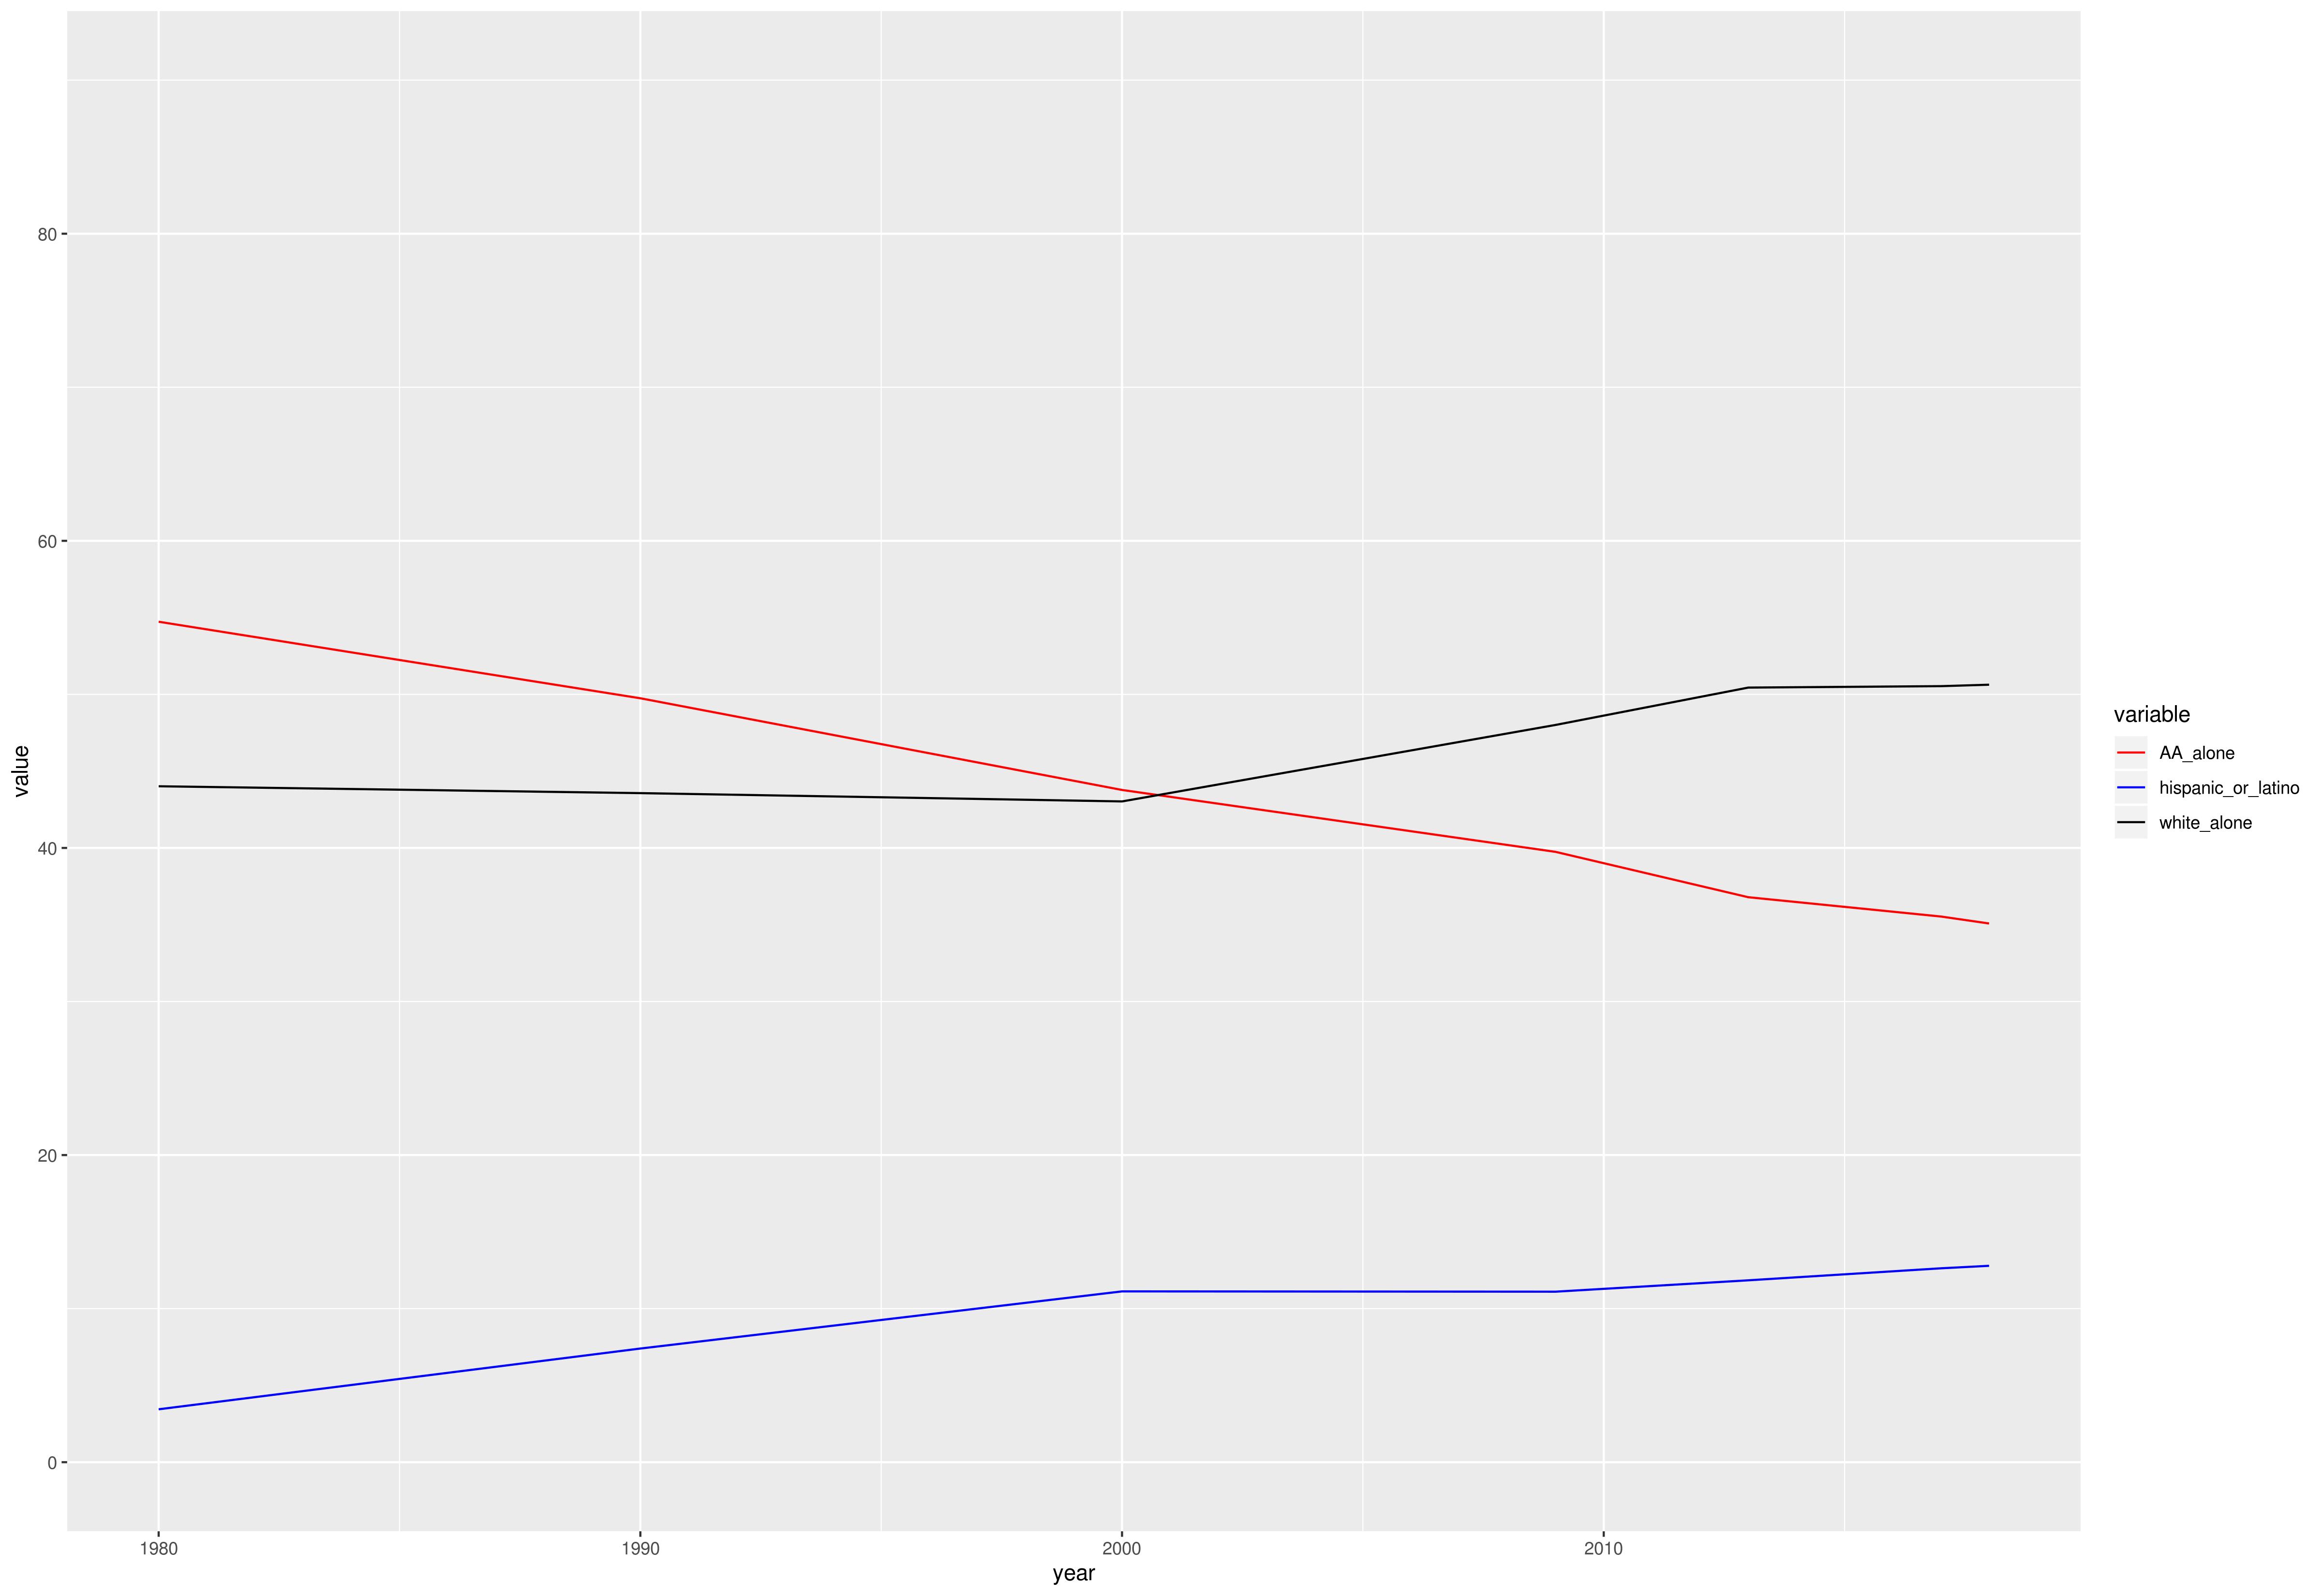 80
60
40
20
0
value
1980
1990
2000
2010
year
variable
AA_alone
hispanic_or_latino
white_alone